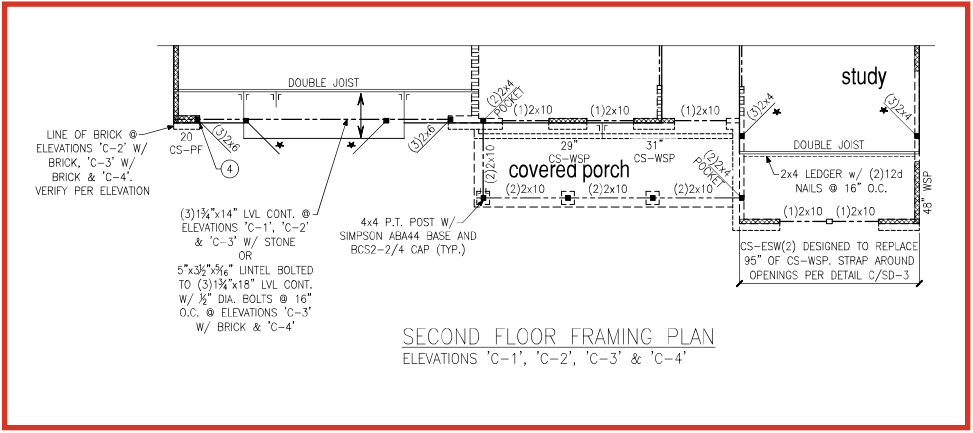 study
DOUBLE JOIST
(2)2x4
POCKET
(1)2x10
(1)2x10
(1)2x10
(3)2x4
(3)2x4
LINE OF BRICK @
ELEVATIONS 'C-2' W/
BRICK, 'C-3' W/
BRICK & 'C-4'.
VERIFY PER ELEVATION
20
CS-PF
(3)2x6
4
(3)2x6
(2)2x10
29"
CS-WSP
31"
CS-WSP
covered porch
(2)2x4
POCKET
DOUBLE JOIST
2x4 LEDGER w/ (2)12d
NAILS @ 16" O.C.
48" WSP
(2)2x10
(2)2x10
(2)2x10
(1)2x10
(1)2x10
(3)1¾"x14" LVL CONT. @
ELEVATIONS 'C-1', 'C-2'
& 'C-3' W/ STONE
OR
5"x3½"x5⁄16" LINTEL BOLTED
TO (3)1¾"x18" LVL CONT.
W/ ½" DIA. BOLTS @ 16"
O.C. @ ELEVATIONS 'C-3'
W/ BRICK & 'C-4'
4x4 P.T. POST W/
SIMPSON ABA44 BASE AND
BCS2-2/4 CAP (TYP.)
CS-ESW(2) DESIGNED TO REPLACE
95" OF CS-WSP. STRAP AROUND
OPENINGS PER DETAIL C/SD-3
SECOND FLOOR FRAMING PLAN
ELEVATIONS 'C-1', 'C-2', 'C-3' & 'C-4'